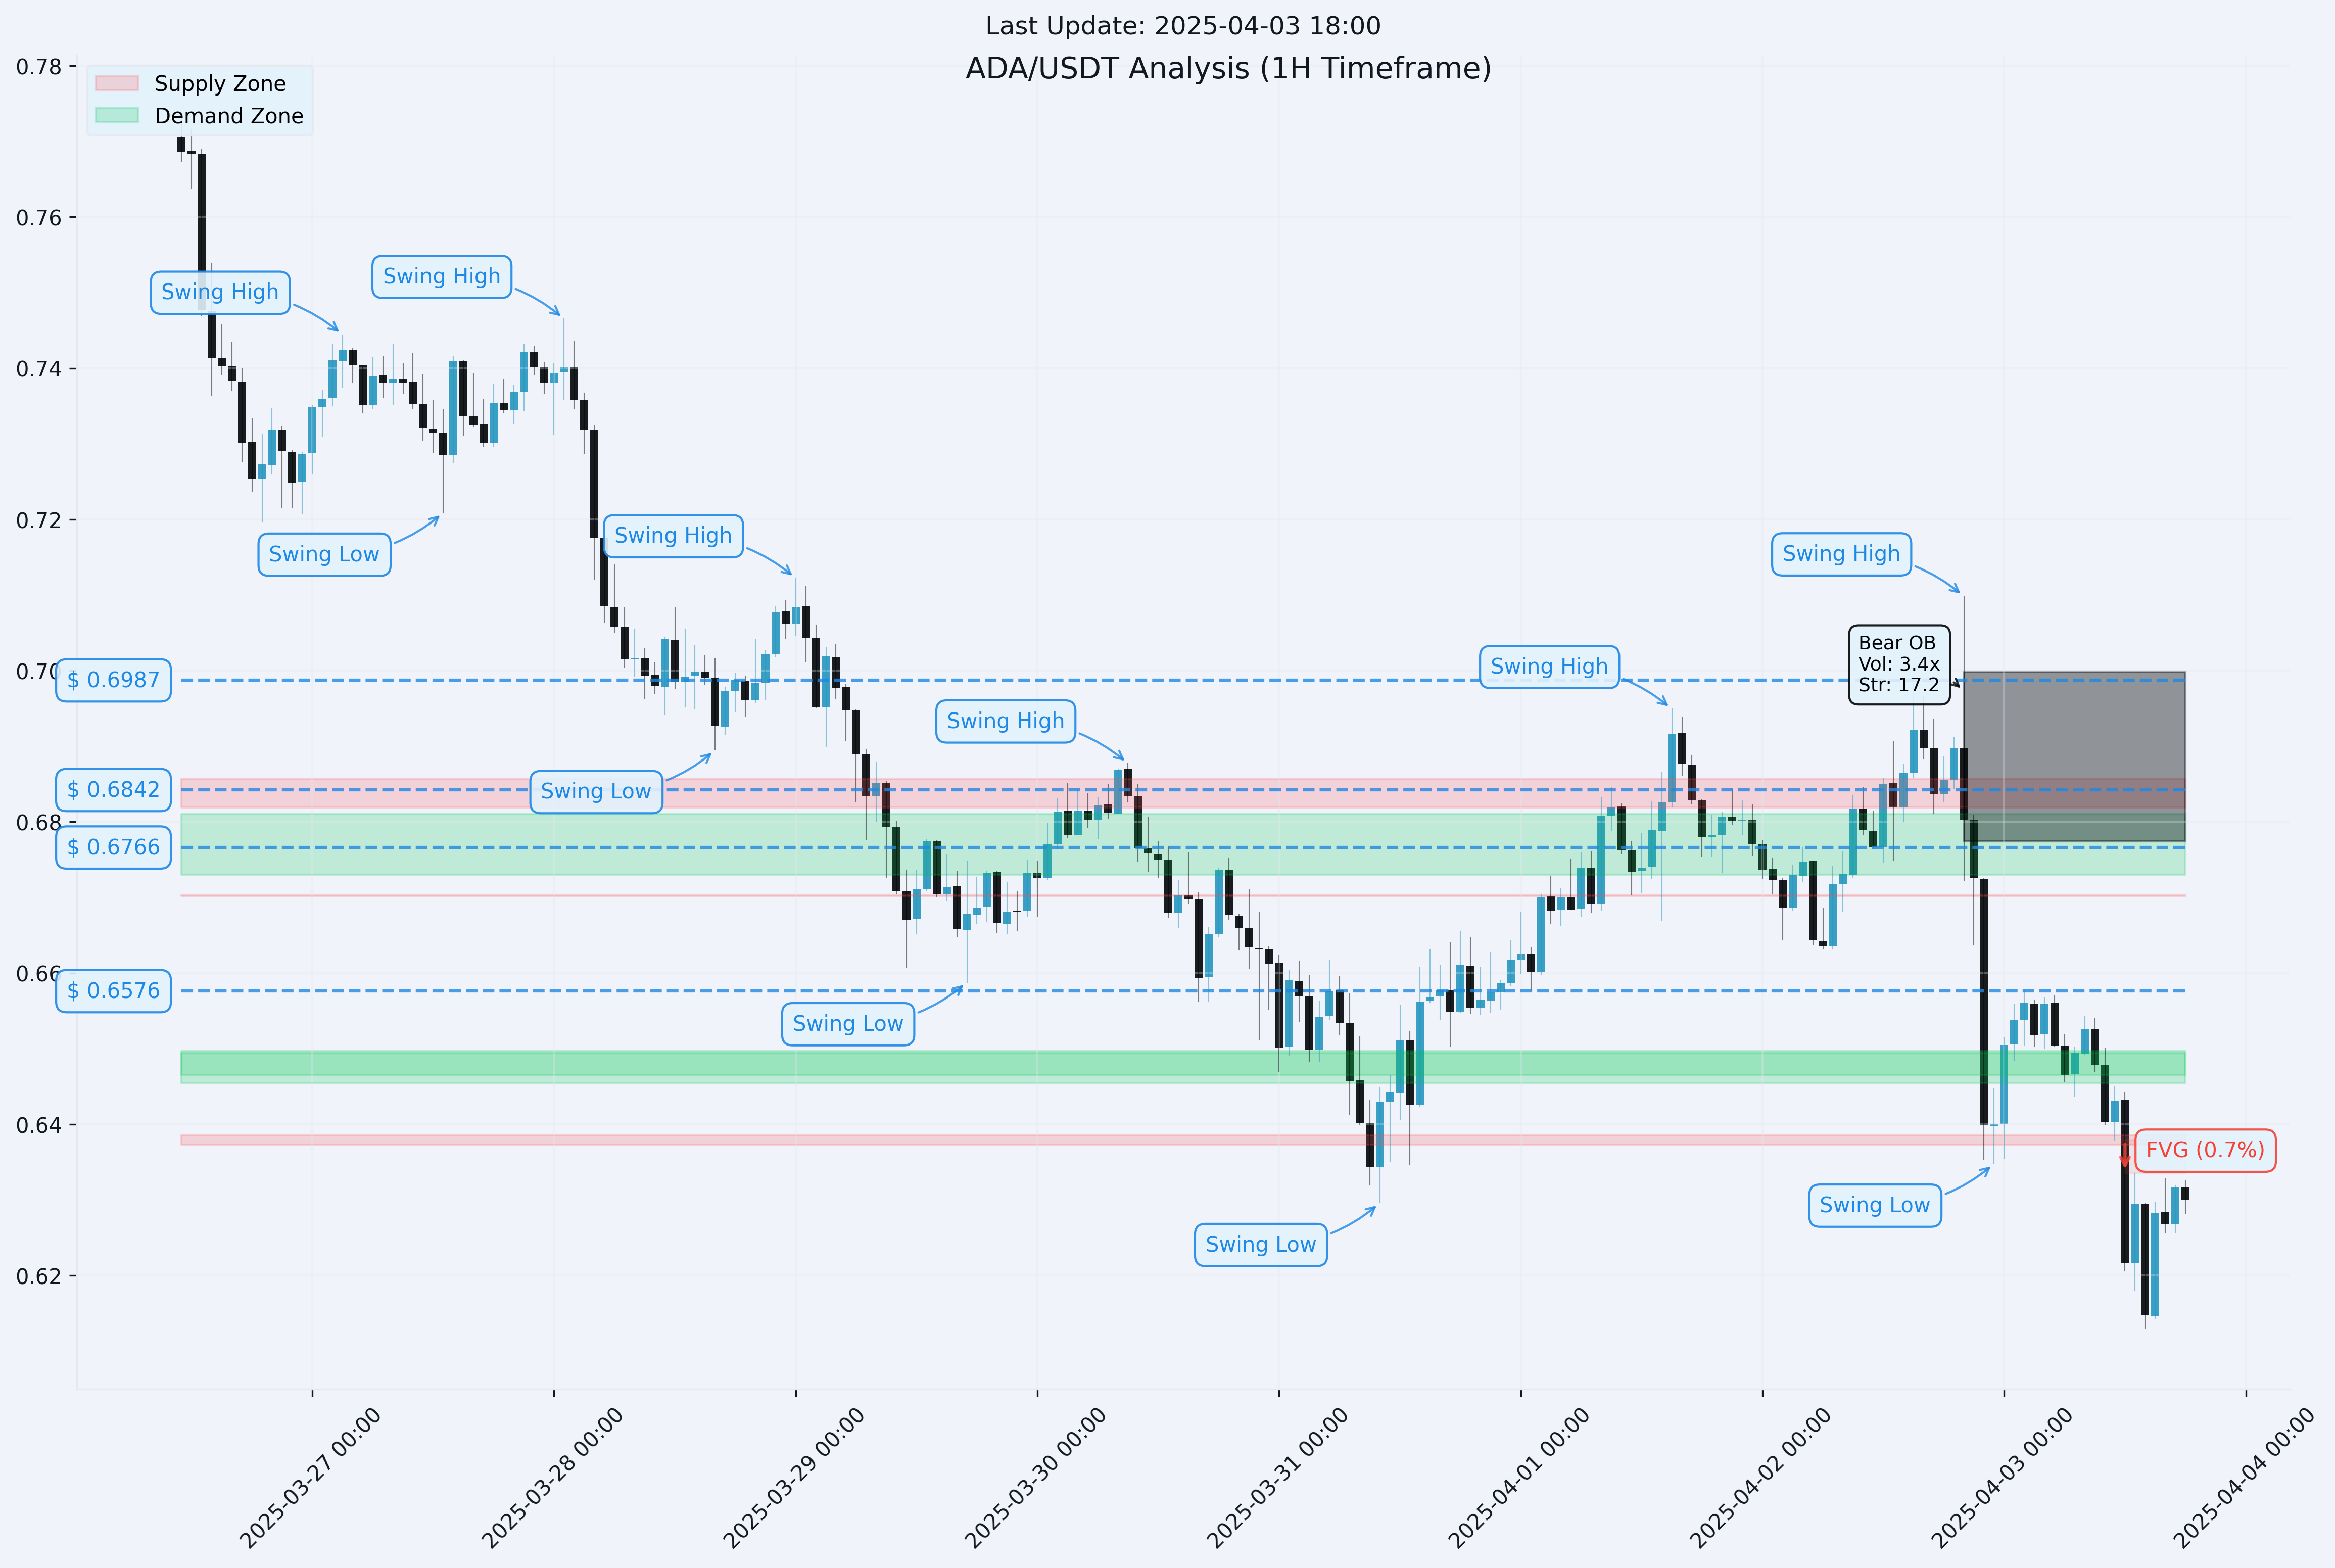 Last Update: 2025-04-03 18:00
ADA/USDT Analysis (1H Timeframe)
Supply Zone
Demand Zone
0.78
0.76
0.74
0.72
0.70
0.68
0.66
0.64
0.62
$ 0.6987
$ 0.6842
$ 0.6766
$ 0.6576
Swing High
Swing High
Swing Low
Swing High
Swing Low
Swing High
Swing Low
Swing High
Swing Low
Swing High
Bear OB
Vol: 3.4x
Str: 17.2
Swing Low
FVG (0.7%)
2025-03-27 00:00
2025-03-28 00:00
2025-03-29 00:00
2025-03-30 00:00
2025-03-31 00:00
2025-04-01 00:00
2025-04-02 00:00
2025-04-03 00:00
2025-04-04 00:00